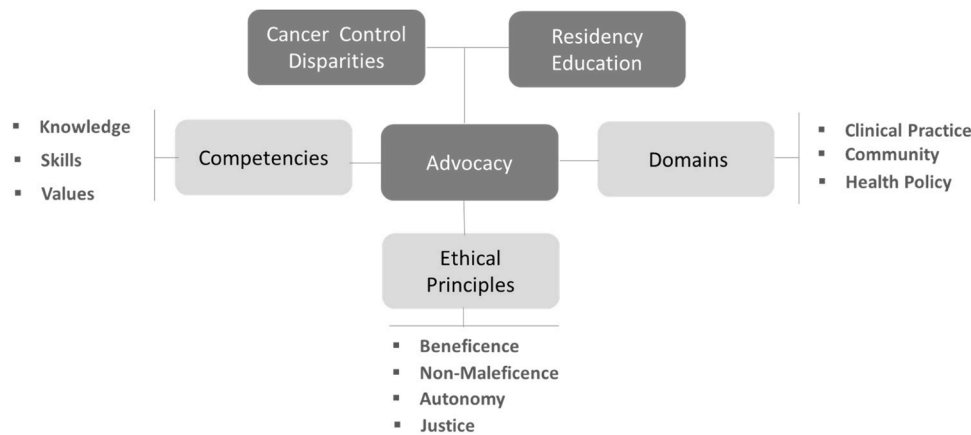 Cancer Control
Disparities
Residency
Education
▪ Knowledge
▪ Skills
▪ Values
Competencies
Advocacy
Domains
▪ Clinical Practice
▪ Community
▪ Health Policy
Ethical
Principles
▪ Beneficence
▪ Non-Maleficence
▪ Autonomy
▪ Justice